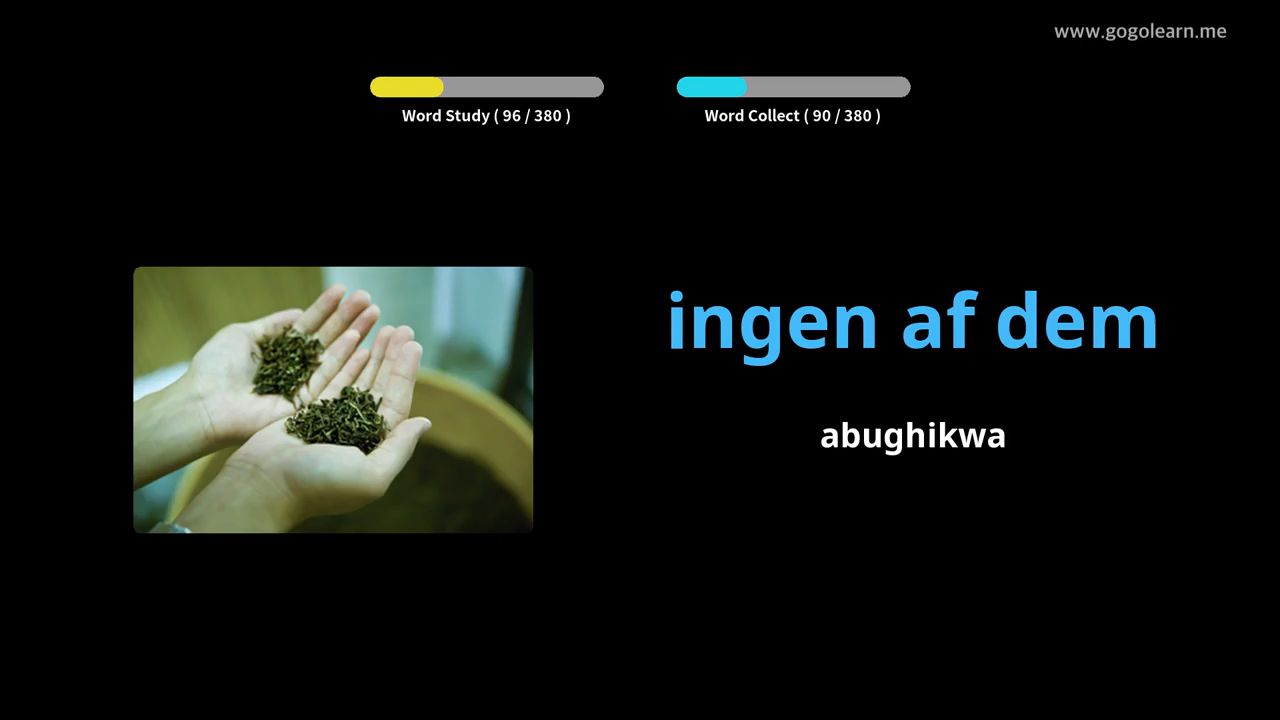 www.gogolearn.me
Word Study ( 96 / 380 )
Word Collect ( 90 / 380 )
ingen af dem
abughikwa